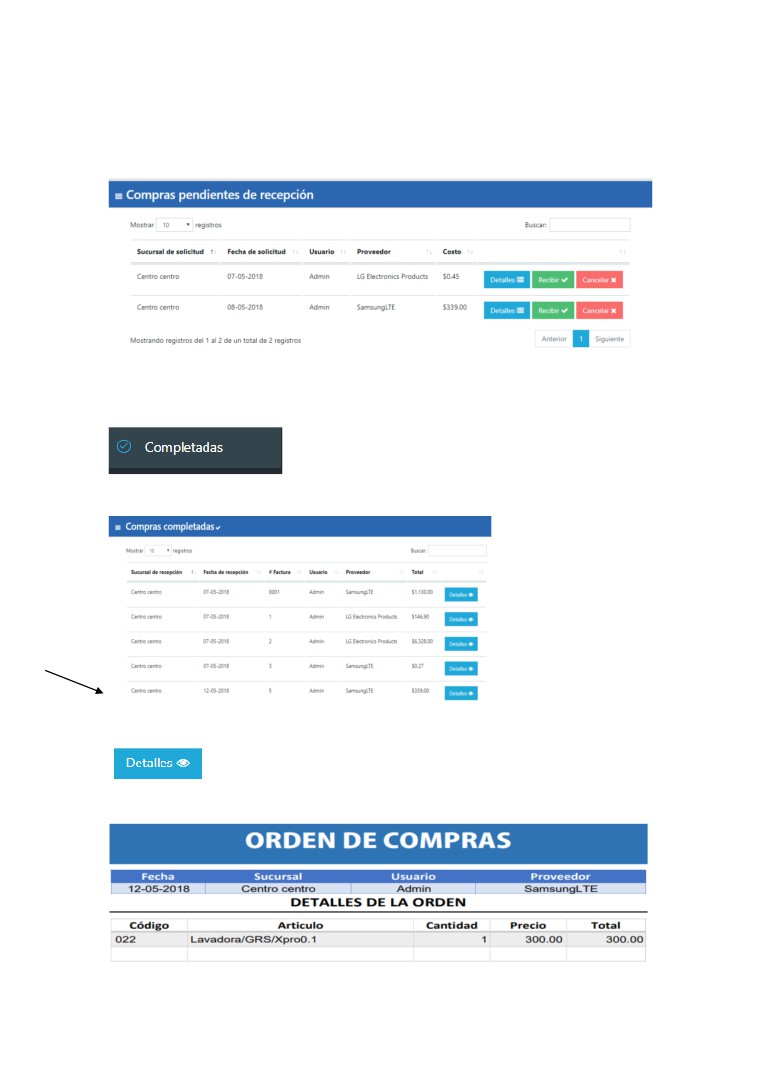 Compras pendientes de recepción
Mostrar 10 registros Buscar:
Sucursal de solicitud Fecha de solicitud Usuario Proveedor Costo
Centro centro 07-05-2018 Admin LG Electronics Products $0.45 Detalles Recibir Cancelar
Centro centro 08-05-2018 Admin SamsungLTE $339.00 Detalles Recibir Cancelar
Mostrando registros del 1 al 2 de un total de 2 registros Anterior 1 Siguiente
Completadas
Compras completadas
Mostrar 10 registros Buscar:
Sucursal de recepción Fecha de recepción # Factura Usuario Proveedor Total
Centro centro 07-05-2018 0001 Admin SamsungLTE $1,130.00 Detalles
Centro centro 07-05-2018 1 Admin LG Electronics Products $146.90 Detalles
Centro centro 07-05-2018 2 Admin LG Electronics Products $6,328.00 Detalles
Centro centro 07-05-2018 3 Admin SamsungLTE $0.27 Detalles
Centro centro 12-05-2018 5 Admin SamsungLTE $339.00 Detalles
Detalles
ORDEN DE COMPRAS
Fecha Sucursal Usuario Proveedor
12-05-2018 Centro centro Admin SamsungLTE
DETALLES DE LA ORDEN
Código Articulo Cantidad Precio Total
022 Lavadora/GRS/Xpro0.1 1 300.00 300.00